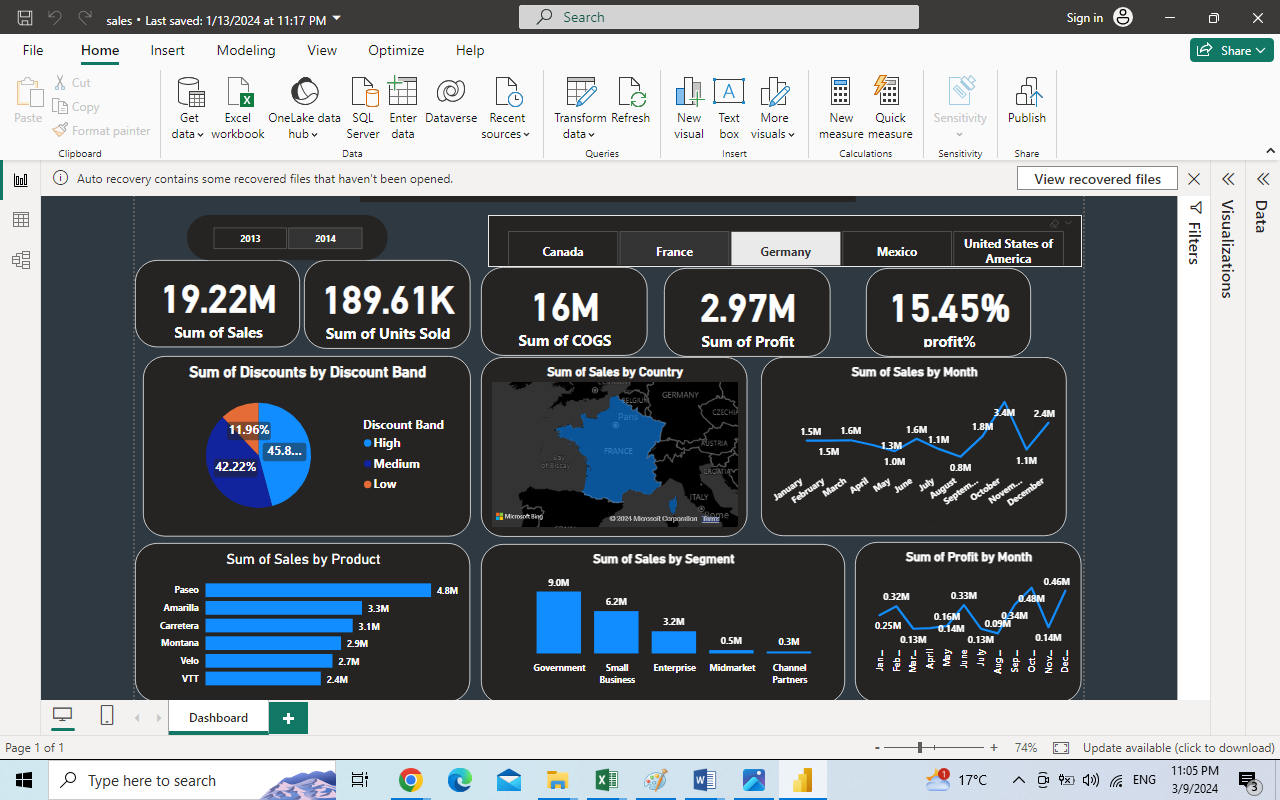 sales • Last saved: 1/13/2024 at 11:17 PM
Search
Sign in
File Home Insert Modeling View Optimize Help
Share
Paste
Cut
Copy
Format painter
Clipboard
Get data
Excel workbook
OneLake data hub
SQL Server
Enter data
Dataverse
Recent sources
Data
Transform data
Refresh
Queries
New visual
Text box
More visuals
Insert
New measure
Quick measure
Calculations
Sensitivity
Sensitivity
Publish
Share
Auto recovery contains some recovered files that haven't been opened.
View recovered files
Filters
Visualizations
Data
2013 2014
Canada France Germany Mexico United States of America
19.22M
Sum of Sales
189.61K
Sum of Units Sold
16M
Sum of COGS
2.97M
Sum of Profit
15.45%
profit%
Sum of Discounts by Discount Band
11.96%
45.8...
42.22%
Discount Band
High
Medium
Low
Sum of Sales by Country
BELGIUM
GERMANY
Paris
CZECHIA
FRANCE
AUSTRIA
Bay of Biscay
CROATIA
ITALY
Rome
Microsoft Bing
© 2024 Microsoft Corporation Terms
Sum of Sales by Month
1.5M 1.5M 1.6M 1.3M 1.0M 1.6M 1.1M 0.8M 1.8M 3.4M 1.1M 2.4M
January February March April May June July August Septem... October Novem... December
Sum of Sales by Product
Paseo 4.8M
Amarilla 3.3M
Carretera 3.1M
Montana 2.9M
Velo 2.7M
VTT 2.4M
Sum of Sales by Segment
9.0M 6.2M 3.2M 0.5M 0.3M
Government Small Business Enterprise Midmarket Channel Partners
Sum of Profit by Month
0.25M 0.32M 0.13M 0.16M 0.14M 0.33M 0.13M 0.09M 0.34M 0.48M 0.14M 0.46M
Jan... Feb... Mar... April May June July Aug... Sep... Oct... Nov... Dec...
Dashboard
Page 1 of 1
74%
Update available (click to download)
Type here to search
1
17°C
ENG
11:05 PM
3/9/2024
3